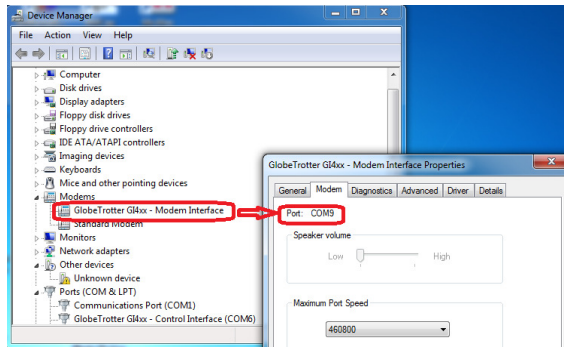 Device Manager
File Action View Help
Computer
Disk drives
Display adapters
Floppy disk drives
Floppy drive controllers
IDE ATA/ATAPI controllers
Imaging devices
Keyboards
Mice and other pointing devices
Modems
GlobeTrotter GI4xx - Modem Interface
Standard Modem
Monitors
Network adapters
Other devices
Unknown device
Ports (COM & LPT)
Communications Port (COM1)
GlobeTrotter GI4xx - Control Interface (COM6)
GlobeTrotter GI4xx - Modem Interface Properties
General Modem Diagnostics Advanced Driver Details
Port: COM9
Speaker volume
Low High
Maximum Port Speed
460800